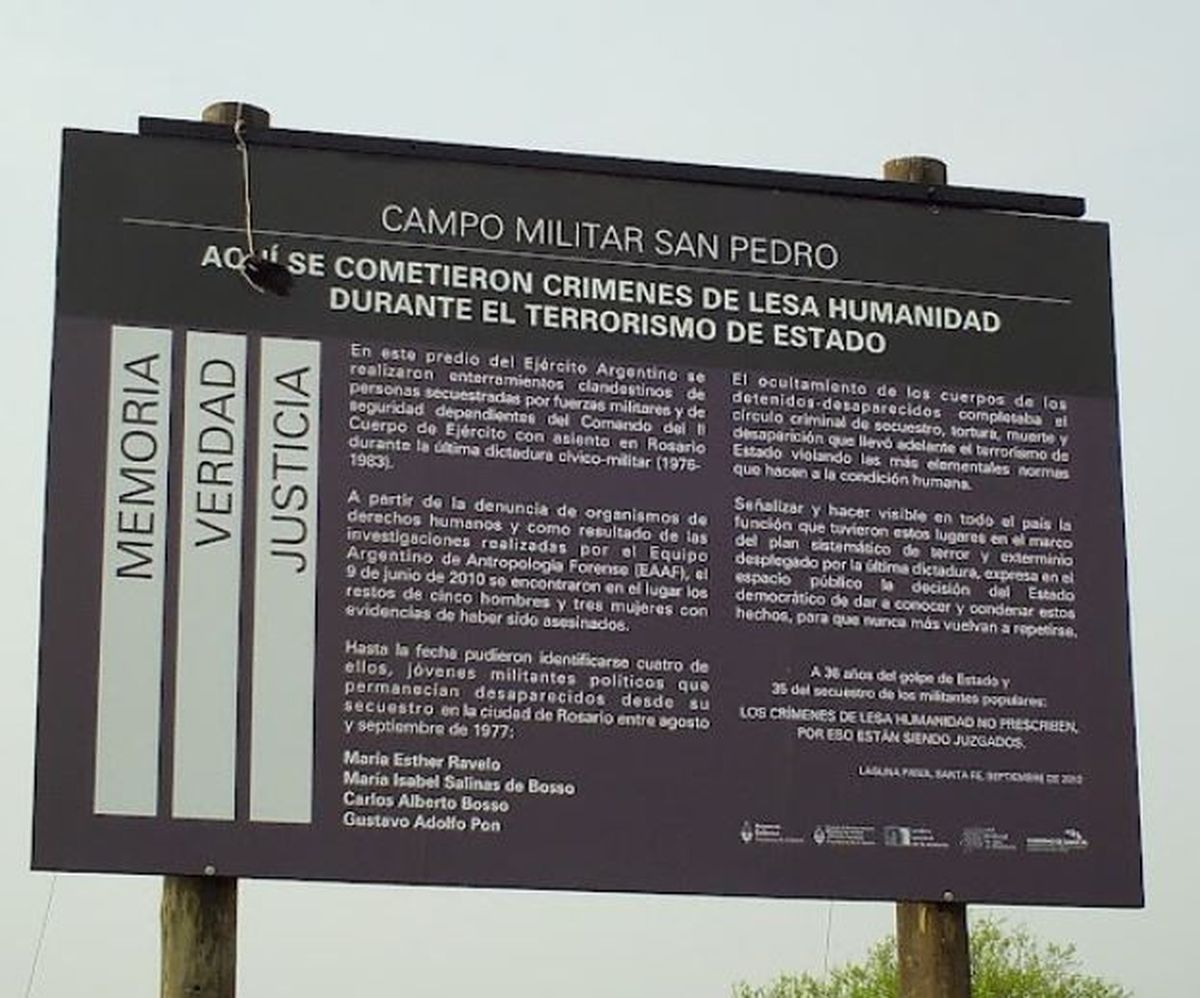 CAMPO MILITAR SAN PEDRO
AQUÍ SE COMETIERON CRIMENES DE LESA HUMANIDAD
DURANTE EL TERRORISMO DE ESTADO
MEMORIA
VERDAD
JUSTICIA
En este predio del Ejército Argentino se
realizaron enterramientos clandestinos de
personas secuestradas por fuerzas militares y de
seguridad dependientes del Comando del II
Cuerpo de Ejército con asiento en Rosario
durante la última dictadura cívico-militar (1976-
1983).
A partir de la denuncia de organismos de
derechos humanos y como resultado de las
investigaciones realizadas por el Equipo
Argentino de Antropología Forense (EAAF), el
9 de junio de 2010 se encontraron en el lugar los
restos de cinco hombres y tres mujeres con
evidencias de haber sido asesinados.
Hasta la fecha pudieron identificarse cuatro de
ellos, jóvenes militantes políticos que
permanecían desaparecidos desde su
secuestro en la ciudad de Rosario entre agosto
y septiembre de 1977:
María Esther Ravelo
María Isabel Salinas de Bosso
Carlos Alberto Bosso
Gustavo Adolfo Pon
El ocultamiento de los cuerpos de los
detenidos-desaparecidos completaba el
círculo criminal de secuestro, tortura, muerte y
desaparición que llevó adelante el terrorismo de
Estado violando las más elementales normas
que hacen a la condición humana.
Señalizar y hacer visible en todo el país la
función que tuvieron estos lugares en el marco
del plan sistemático de terror y exterminio
desplegado por la última dictadura, expresa en el
espacio público la decisión del Estado
democrático de dar a conocer y condenar estos
hechos, para que nunca más vuelvan a repetirse.
A 36 años del golpe de Estado y
35 del secuestro de los militantes populares:
LOS CRÍMENES DE LESA HUMANIDAD NO PRESCRIBEN,
POR ESO ESTÁN SIENDO JUZGADOS.
LAGUNA PAIVA, SANTA FE, SEPTIEMBRE DE 2012